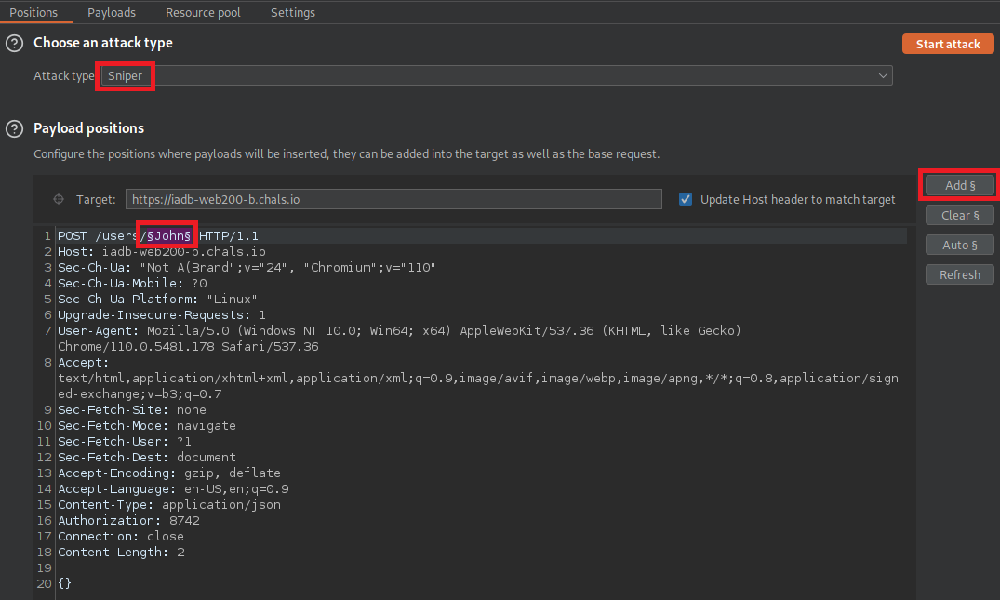 Positions Payloads Resource pool Settings
? Choose an attack type Start attack
Attack type: Sniper
? Payload positions
Configure the positions where payloads will be inserted, they can be added into the target as well as the base request.
Target: https://iadb-web200-b.chals.io Update Host header to match target Add §
Clear §
Auto §
Refresh
1 POST /users/§John§ HTTP/1.1
2 Host: iadb-web200-b.chals.io
3 Sec-Ch-Ua: "Not A(Brand";v="24", "Chromium";v="110"
4 Sec-Ch-Ua-Mobile: ?0
5 Sec-Ch-Ua-Platform: "Linux"
6 Upgrade-Insecure-Requests: 1
7 User-Agent: Mozilla/5.0 (Windows NT 10.0; Win64; x64) AppleWebKit/537.36 (KHTML, like Gecko)
Chrome/110.0.5481.178 Safari/537.36
8 Accept:
text/html,application/xhtml+xml,application/xml;q=0.9,image/avif,image/webp,image/apng,*/*;q=0.8,application/sign
ed-exchange;v=b3;q=0.7
9 Sec-Fetch-Site: none
10 Sec-Fetch-Mode: navigate
11 Sec-Fetch-User: ?1
12 Sec-Fetch-Dest: document
13 Accept-Encoding: gzip, deflate
14 Accept-Language: en-US,en;q=0.9
15 Content-Type: application/json
16 Authorization: 8742
17 Connection: close
18 Content-Length: 2
19
20 {}